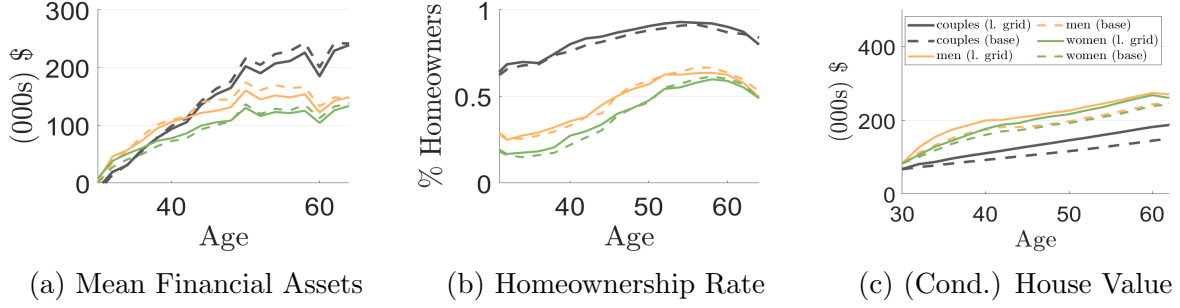 300
200
100
0
(000s) $
40
60
Age
(a) Mean Financial Assets
1
0.5
1
% Homeowners
40
50
60
Age
(b) Homeownership Rate
couples (l. grid)
couples (base)
men (l. grid)
men (base)
women (l. grid)
women (base)
400
200
0
(000s) $
30
40
50
60
Age
(c) (Cond.) House Value